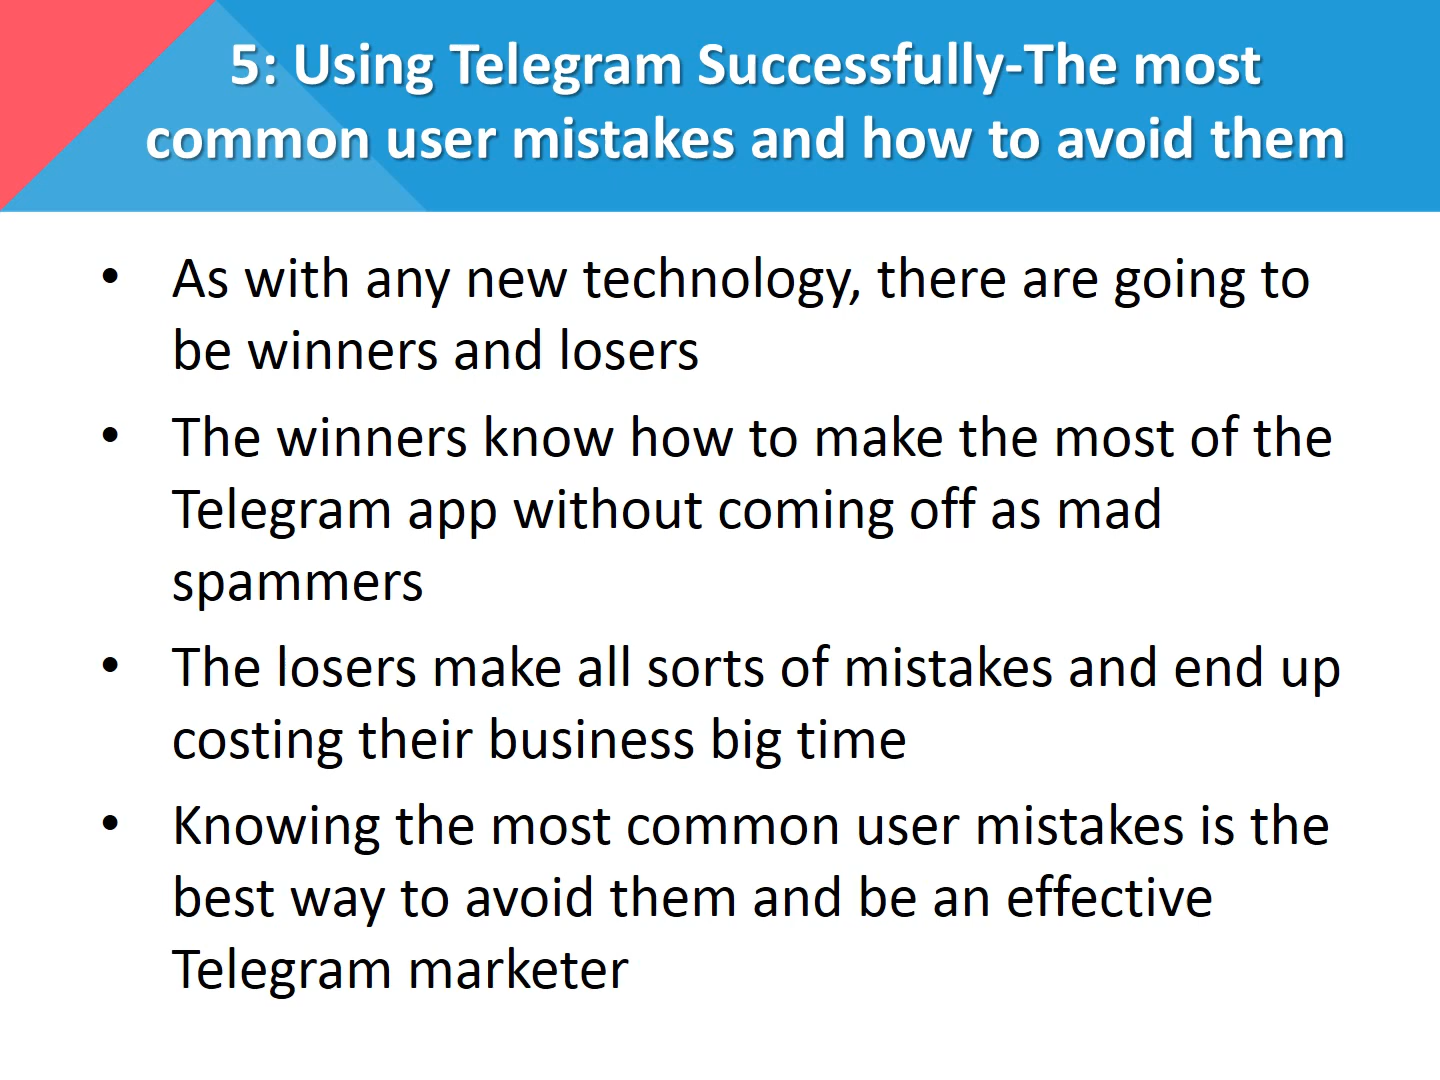 5: Using Telegram Successfully-The most
common user mistakes and how to avoid them
• As with any new technology, there are going to
be winners and losers
• The winners know how to make the most of the
Telegram app without coming off as mad
spammers
• The losers make all sorts of mistakes and end up
costing their business big time
• Knowing the most common user mistakes is the
best way to avoid them and be an effective
Telegram marketer